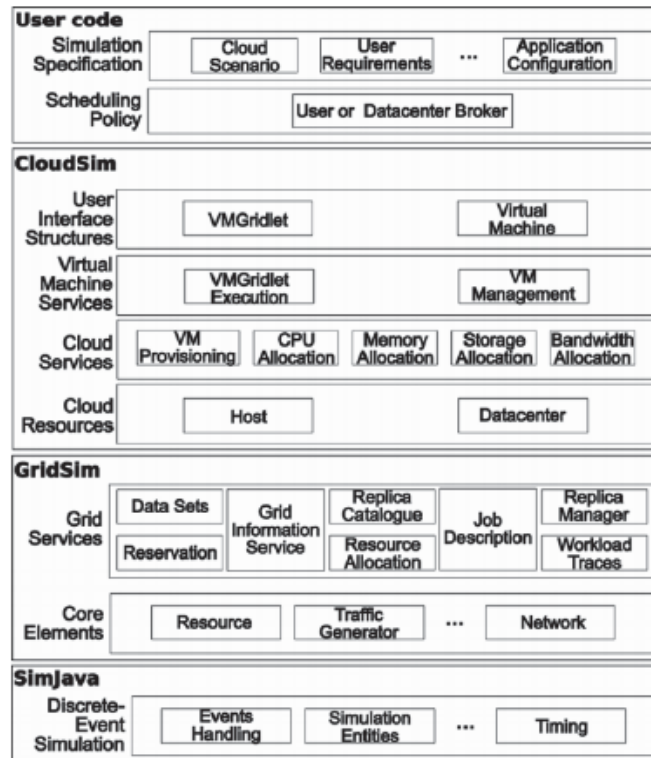 User code
Simulation
Specification
Cloud
Scenario
User
Requirements
...
Application
Configuration
Scheduling
Policy
User or Datacenter Broker
CloudSim
User
Interface
Structures
VMGridlet
Virtual
Machine
Virtual
Machine
Services
VMGridlet
Execution
VM
Management
Cloud
Services
VM
Provisioning
CPU
Allocation
Memory
Allocation
Storage
Allocation
Bandwidth
Allocation
Cloud
Resources
Host
Datacenter
GridSim
Grid
Services
Data Sets
Reservation
Grid
Information
Service
Replica
Catalogue
Resource
Allocation
Job
Description
Replica
Manager
Workload
Traces
Core
Elements
Resource
Traffic
Generator
...
Network
SimJava
Discrete-
Event
Simulation
Events
Handling
Simulation
Entities
...
Timing